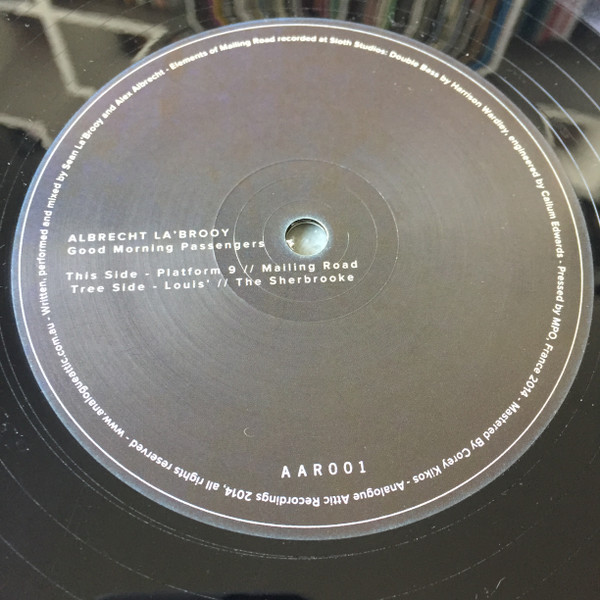 ALBRECHT LA'BROOY
Good Morning Passengers
This Side - Platform 9 // Mailing Road
Tree Side - Louis' // The Sherbrooke
AAR001
www.analogueattic.com.au - Written, performed and mixed by Sean La'Brooy and Alex Albrecht - Elements of Mailing Road recorded at Sloth Studios: Double Bass by Harrison Wardley, engineered by Callum Edwards - Pressed by MPO, France 2014 - Mastered By Corey Kikos - Analogue Attic Recordings 2014, all rights reserved -